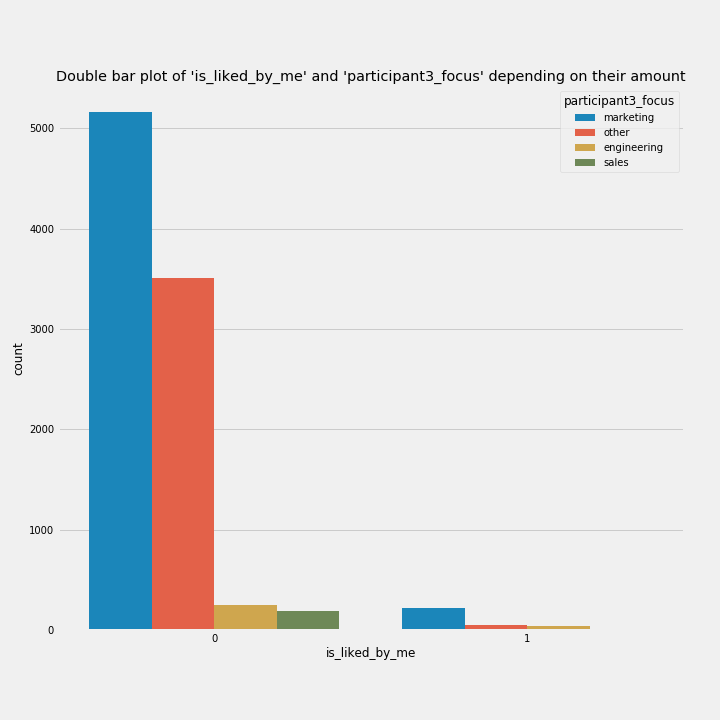 Double bar plot of 'is_liked_by_me' and 'participant3_focus' depending on their amount
participant3_focus
marketing
other
engineering
sales
5000
4000
3000
2000
1000
0
count
0
1
is_liked_by_me